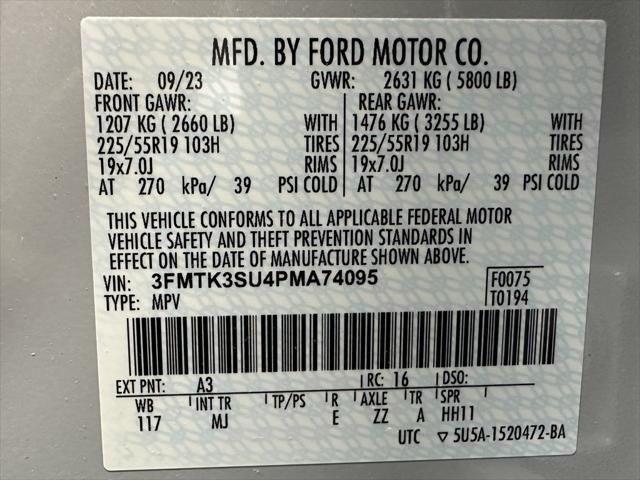 MFD. BY FORD MOTOR CO.
DATE: 09/23 GVWR: 2631 KG ( 5800 LB)
FRONT GAWR: REAR GAWR:
1207 KG ( 2660 LB) WITH 1476 KG ( 3255 LB) WITH
225/55R19 103H TIRES 225/55R19 103H TIRES
19x7.0J RIMS 19x7.0J RIMS
AT 270 kPa/ 39 PSI COLD AT 270 kPa/ 39 PSI COLD
THIS VEHICLE CONFORMS TO ALL APPLICABLE FEDERAL MOTOR
VEHICLE SAFETY AND THEFT PREVENTION STANDARDS IN
EFFECT ON THE DATE OF MANUFACTURE SHOWN ABOVE.
VIN: 3FMTK3SU4PMA74095 F0075
TYPE: MPV T0194
EXT PNT: A3 RC: 16 DSO:
WB INT TR TP/PS R AXLE TR SPR
117 MJ E ZZ A HH11
UTC ▽ 5U5A-1520472-BA